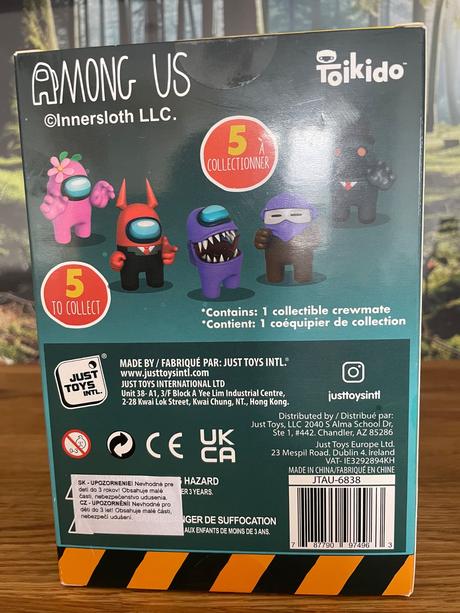 AMONG US
Toikido™
©Innersloth LLC.
5
À
COLLECTIONNER
5
TO COLLECT
*Contains: 1 collectible crewmate
*Contient: 1 coéquipier de collection
JUST
TOYS
INTL.
MADE BY / FABRIQUÉ PAR: JUST TOYS INTL.®
www.justtoysintl.com
JUST TOYS INTERNATIONAL LTD
Unit 38- A1, 3/F Block A Yee Lim Industrial Centre,
2-28 Kwai Lok Street, Kwai Chung, NT., Hong Kong.
justtoysintl
Distributed by / Distribué par:
Just Toys, LLC 2040 S Alma School Dr,
Ste 1, #442. Chandler, AZ 85286
Just Toys Europe Ltd.
23 Mespil Road. Dublin 4, Ireland
VAT- IE3292894KH
MADE IN CHINA/FABRIQUÉ EN CHINE
JTAU-6838
7 87790 97496 3
0-3
CE
UK
CA
SK - UPOZORNENIE! Nevhodné pre
deti do 3 rokov! Obsahuje malé
časti, nebezpečenstvo udusenia.
CZ - UPOZORNĚNÍ! Nevhodné pro
děti do 3 let! Obsahuje malé části,
nebezpečí udušení.
HAZARD
ER 3 YEARS.
NGER DE SUFFOCATION
AUX ENFANTS DE MOINS DE 3 ANS.